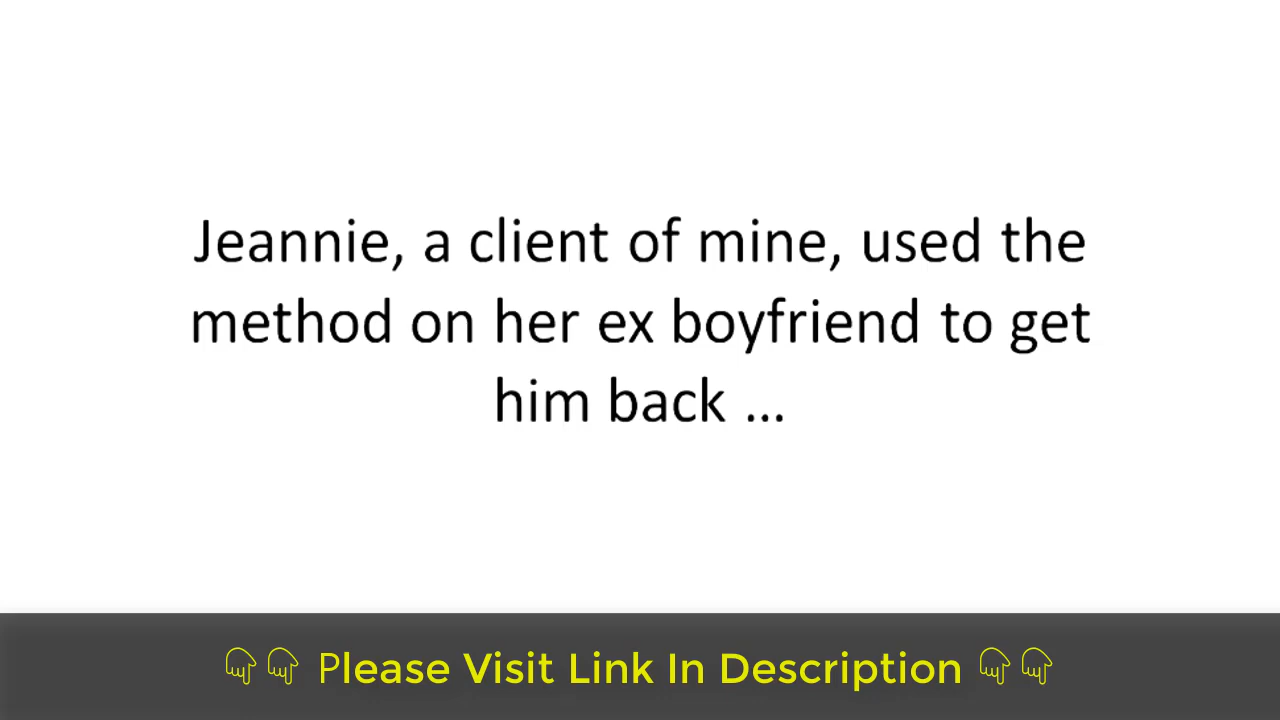 Jeannie, a client of mine, used the
method on her ex boyfriend to get
him back ...
Please Visit Link In Description